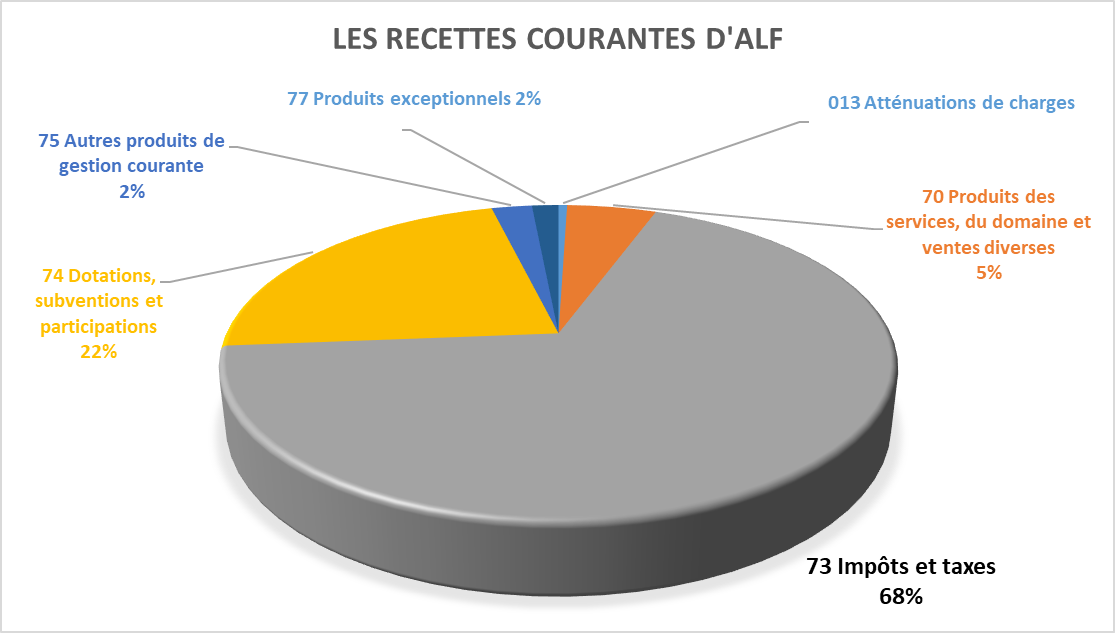 LES RECETTES COURANTES D'ALF
77 Produits exceptionnels 2%
013 Atténuations de charges
75 Autres produits de
gestion courante
2%
70 Produits des
services, du domaine et
ventes diverses
5%
74 Dotations,
subventions et
participations
22%
73 Impôts et taxes
68%